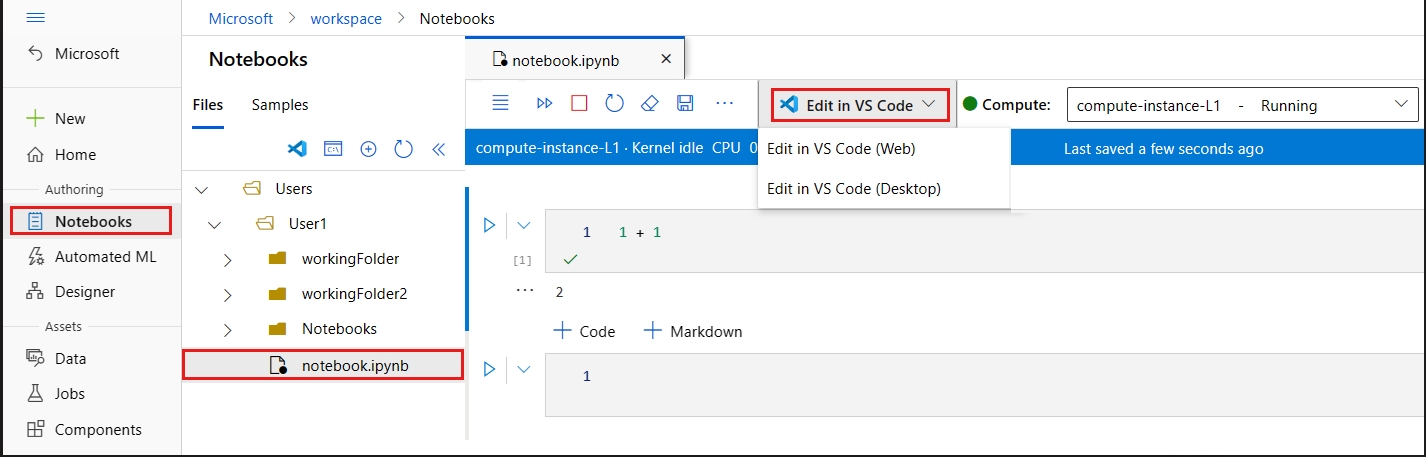 Microsoft > workspace > Notebooks
Microsoft
New
Home
Authoring
Notebooks
Automated ML
Designer
Assets
Data
Jobs
Components
Notebooks
Files Samples
Users
User1
workingFolder
workingFolder2
Notebooks
notebook.ipynb
notebook.ipynb
Edit in VS Code
Compute: compute-instance-L1 - Running
compute-instance-L1 · Kernel idle CPU 0
Last saved a few seconds ago
Edit in VS Code (Web)
Edit in VS Code (Desktop)
1 1 + 1
[1]
2
Code Markdown
1